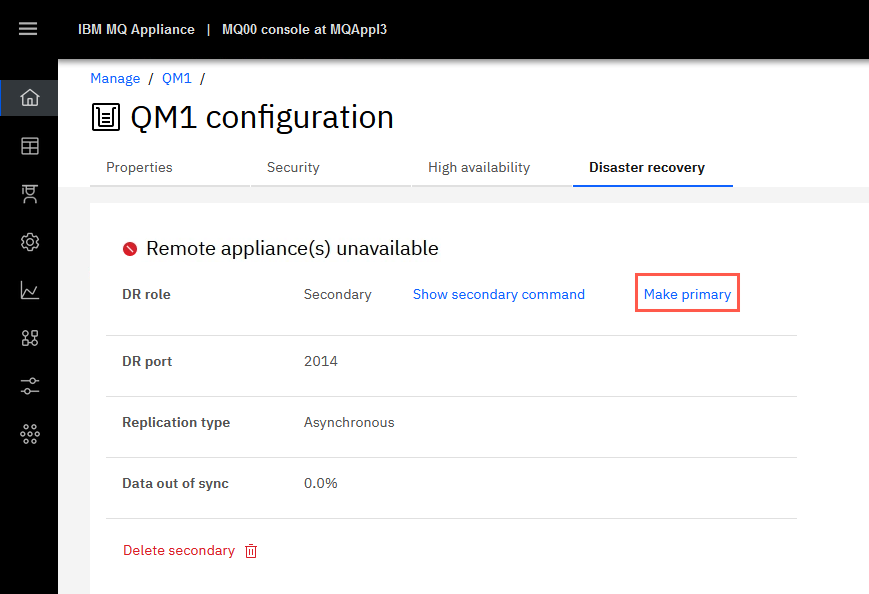 IBM MQ Appliance | MQ00 console at MQAppl3
Manage / QM1 /
QM1 configuration
Properties Security High availability Disaster recovery
Remote appliance(s) unavailable
DR role Secondary Show secondary command Make primary
DR port 2014
Replication type Asynchronous
Data out of sync 0.0%
Delete secondary